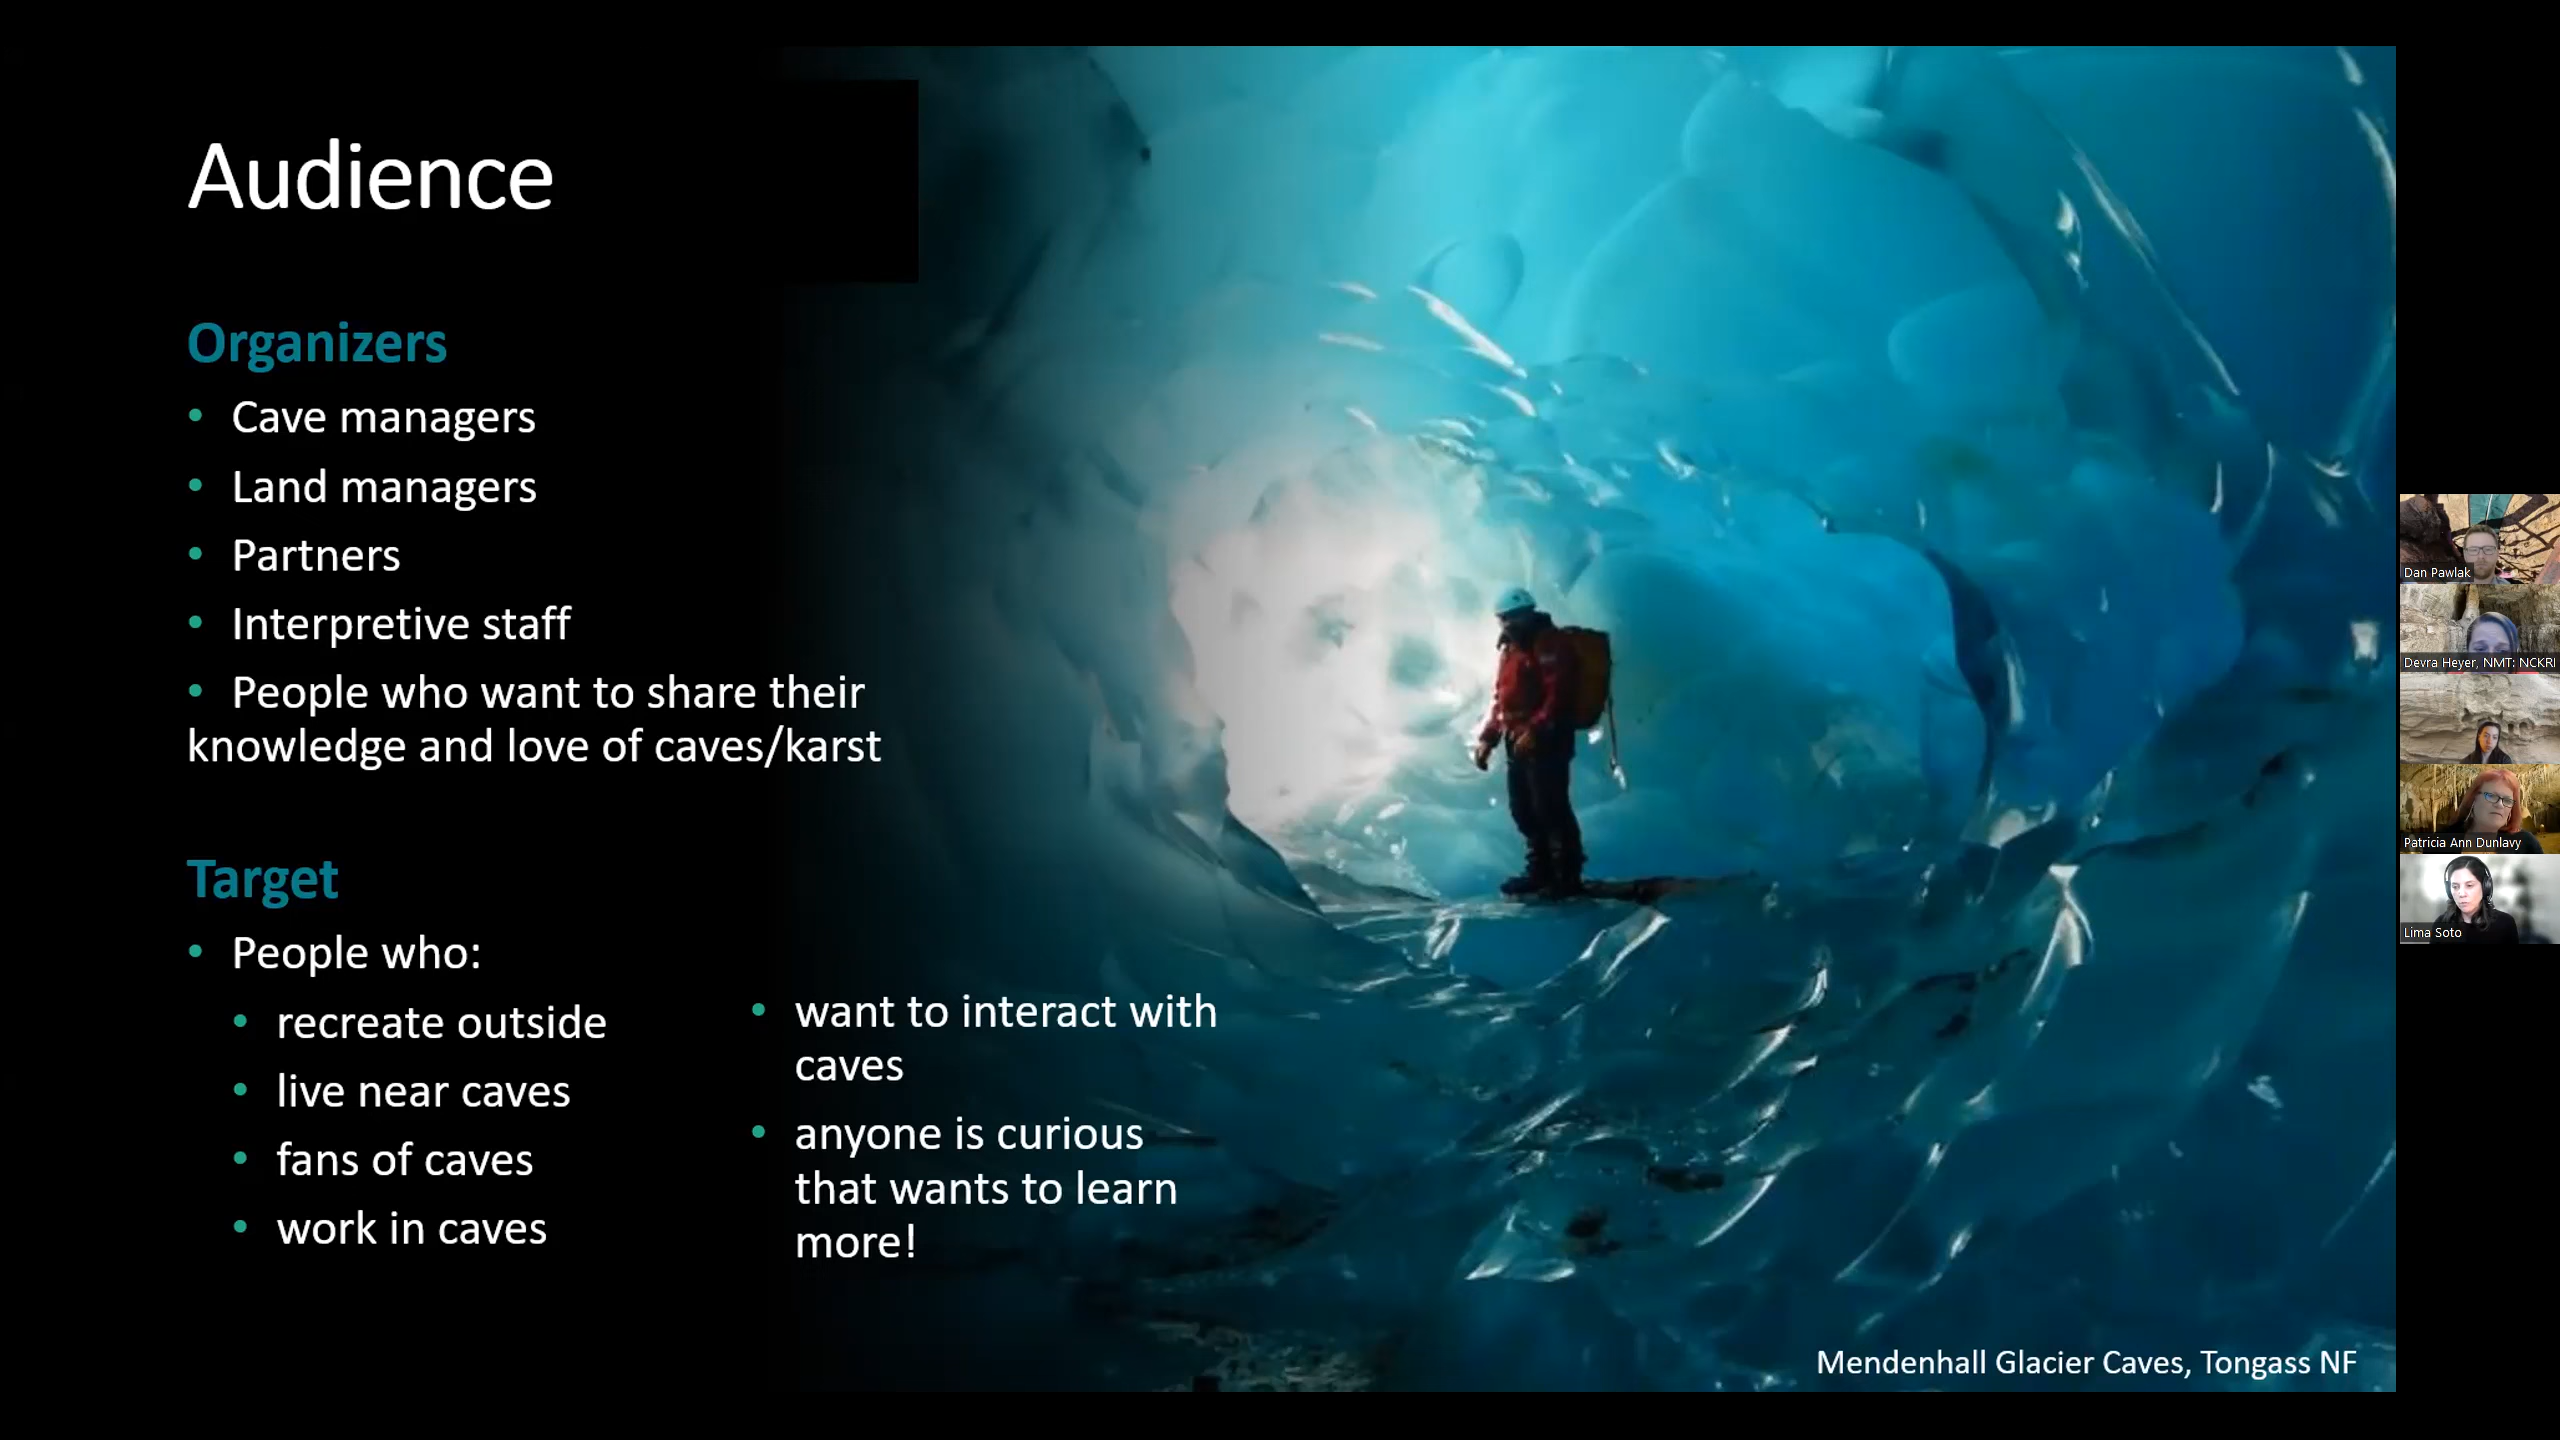 Audience
Organizers
• Cave managers
• Land managers
• Partners
• Interpretive staff
• People who want to share their
knowledge and love of caves/karst
Target
• People who:
• recreate outside
• live near caves
• fans of caves
• work in caves
• want to interact with
caves
• anyone is curious
that wants to learn
more!
Mendenhall Glacier Caves, Tongass NF
Dan Pawlak
Devra Heyer, NMT: NCKRI
Patricia Ann Dunlavy
Lima Soto